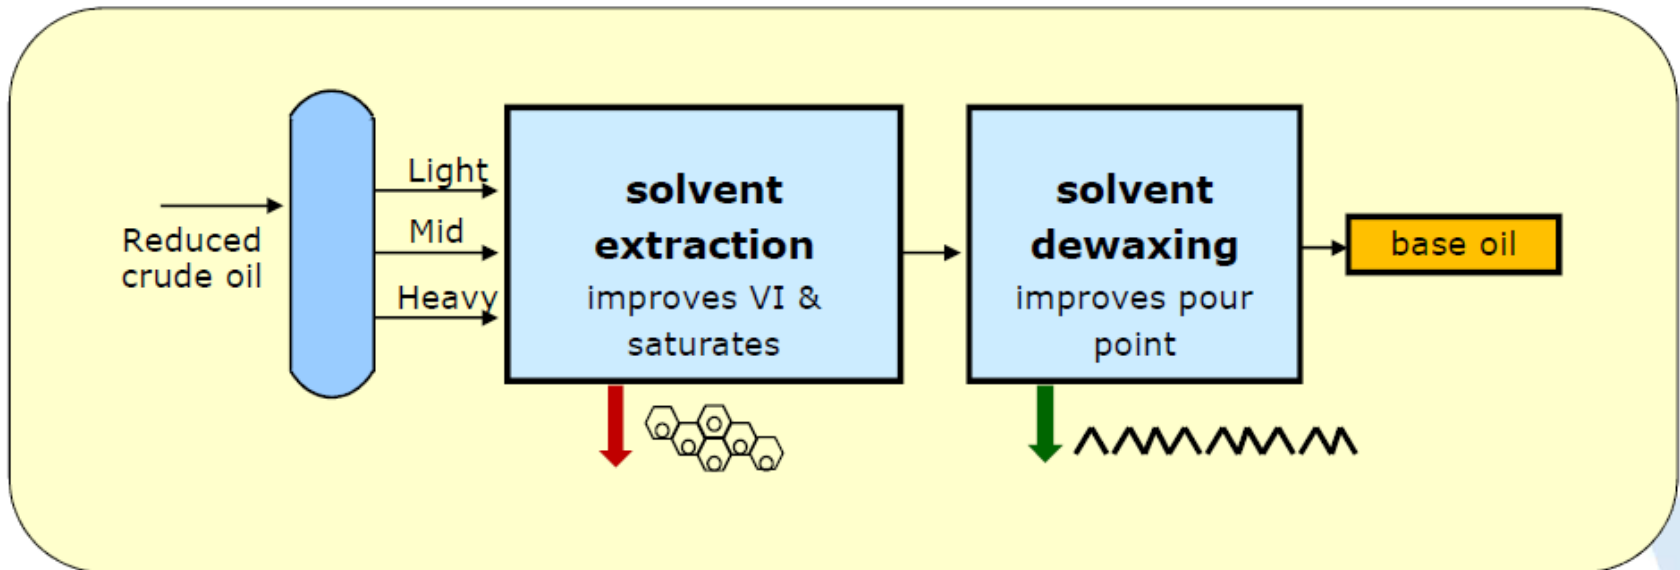 Reduced
crude oil
Light
Mid
Heavy
solvent
extraction
improves VI &
saturates
solvent
dewaxing
improves pour
point
base oil